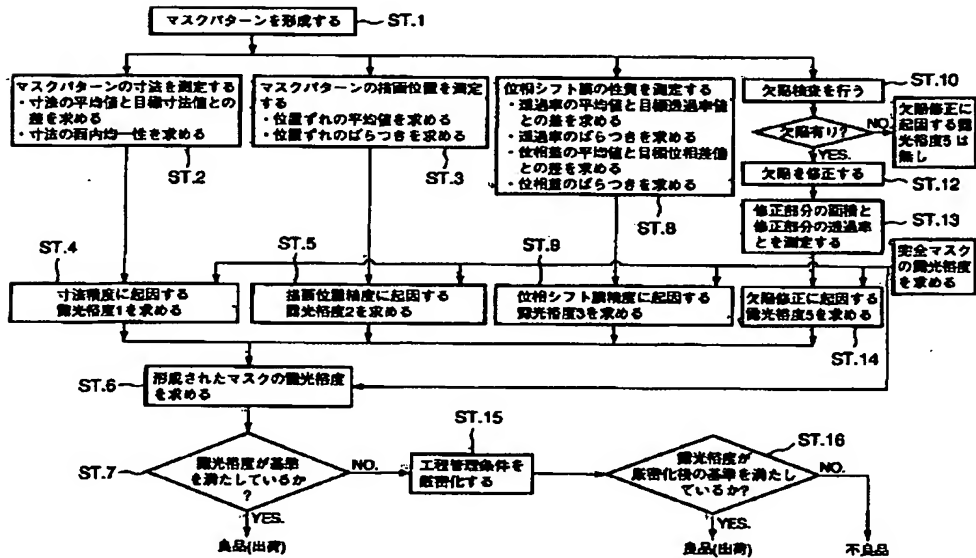 マスクパターンを形成する
ST.1
マスクパターンの寸法を測定する
・寸法の平均値と目標寸法値との
差を求める
・寸法の面内均一性を求める
ST.2
マスクパターンの描画位置を測定
する
・位置ずれの平均値を求める
・位置ずれのばらつきを求める
ST.3
位相シフト膜の性質を測定する
・透過率の平均値と目標透過率値
との差を求める
・透過率のばらつきを求める
・位相差の平均値と目標位相差値
との差を求める
・位相差のばらつきを求める
ST.8
ST.10
欠陥検査を行う
欠陥有り?
NO.
YES.
欠陥修正に
起因する露
光裕度5は
無し
欠陥を修正する
ST.12
修正部分の面積と
修正部分の透過率
とを測定する
ST.13
完全マスク
の露光裕度
を求める
ST.4
寸法精度に起因する
露光裕度1を求める
ST.5
描画位置精度に起因する
露光裕度2を求める
ST.9
位相シフト膜精度に起因する
露光裕度3を求める
欠陥修正に起因する
露光裕度5を求める
ST.14
ST.6
形成されたマスクの露光裕度
を求める
ST.7
露光裕度が基準
を満たしているか
?
NO.
YES.
良品(出荷)
ST.15
工程管理条件を
厳密化する
ST.16
露光裕度が
厳密化後の基準を満たし
ているか?
NO.
YES.
良品(出荷)
不良品